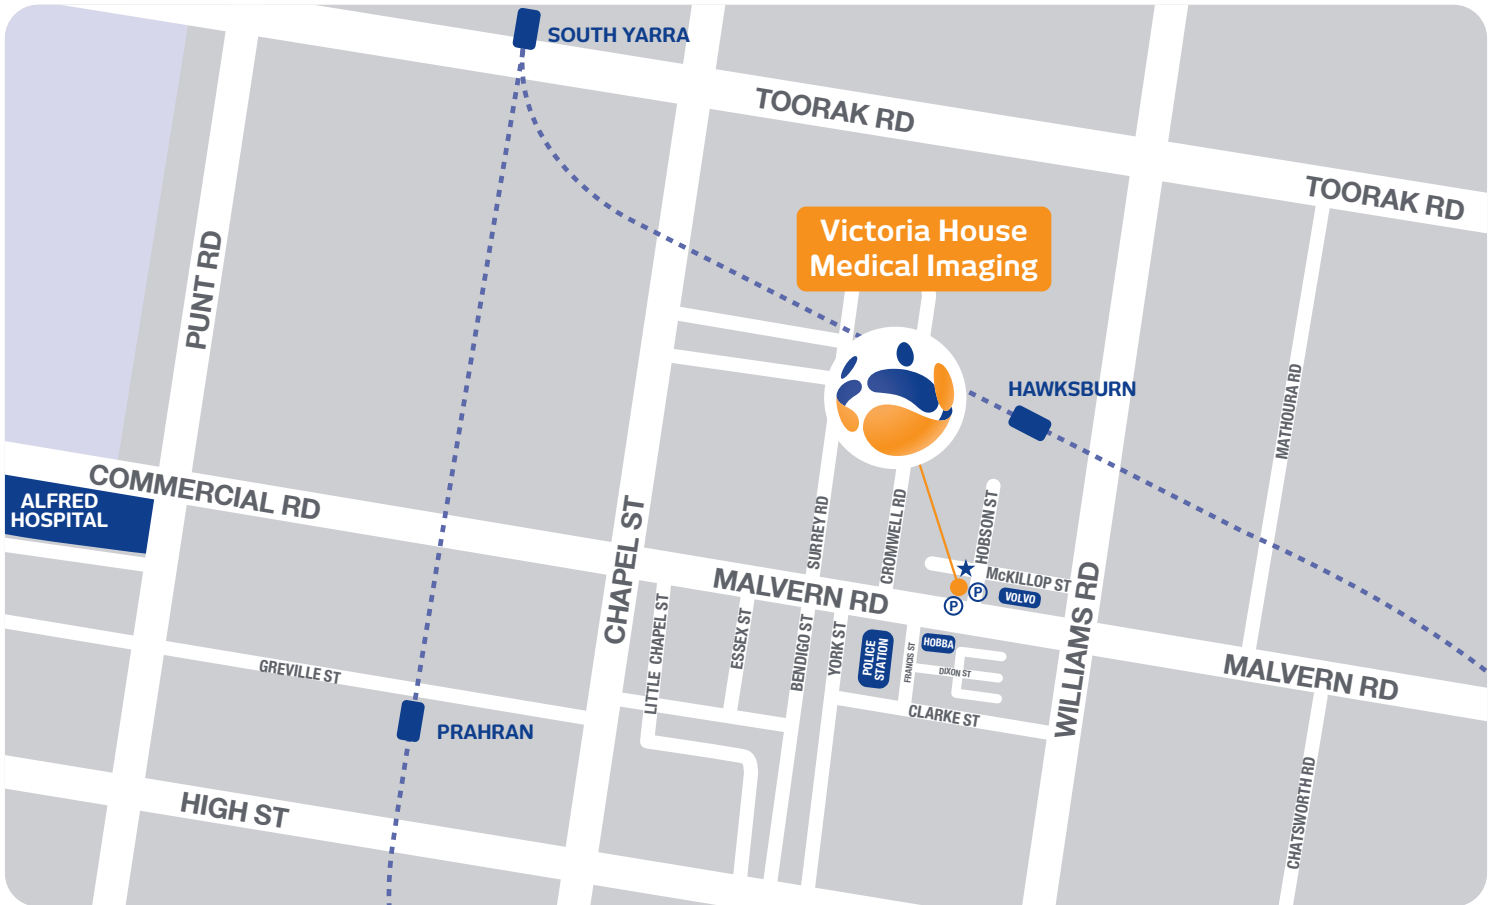 SOUTH YARRA
TOORAK RD
TOORAK RD
Victoria House
Medical Imaging
PUNT RD
HAWKSBURN
MATHOURA RD
COMMERCIAL RD
ALFRED
HOSPITAL
CHAPEL ST
SURREY RD
CROMWELL RD
HOBSON ST
McKILLOP ST
MALVERN RD
P
P
VOLVO
WILLIAMS RD
LITTLE CHAPEL ST
ESSEX ST
BENDIGO ST
YORK ST
POLICE
STATION
FRANCIS ST
HOBBA
DIXON ST
CLARKE ST
MALVERN RD
GREVILLE ST
PRAHRAN
HIGH ST
CHATSWORTH RD